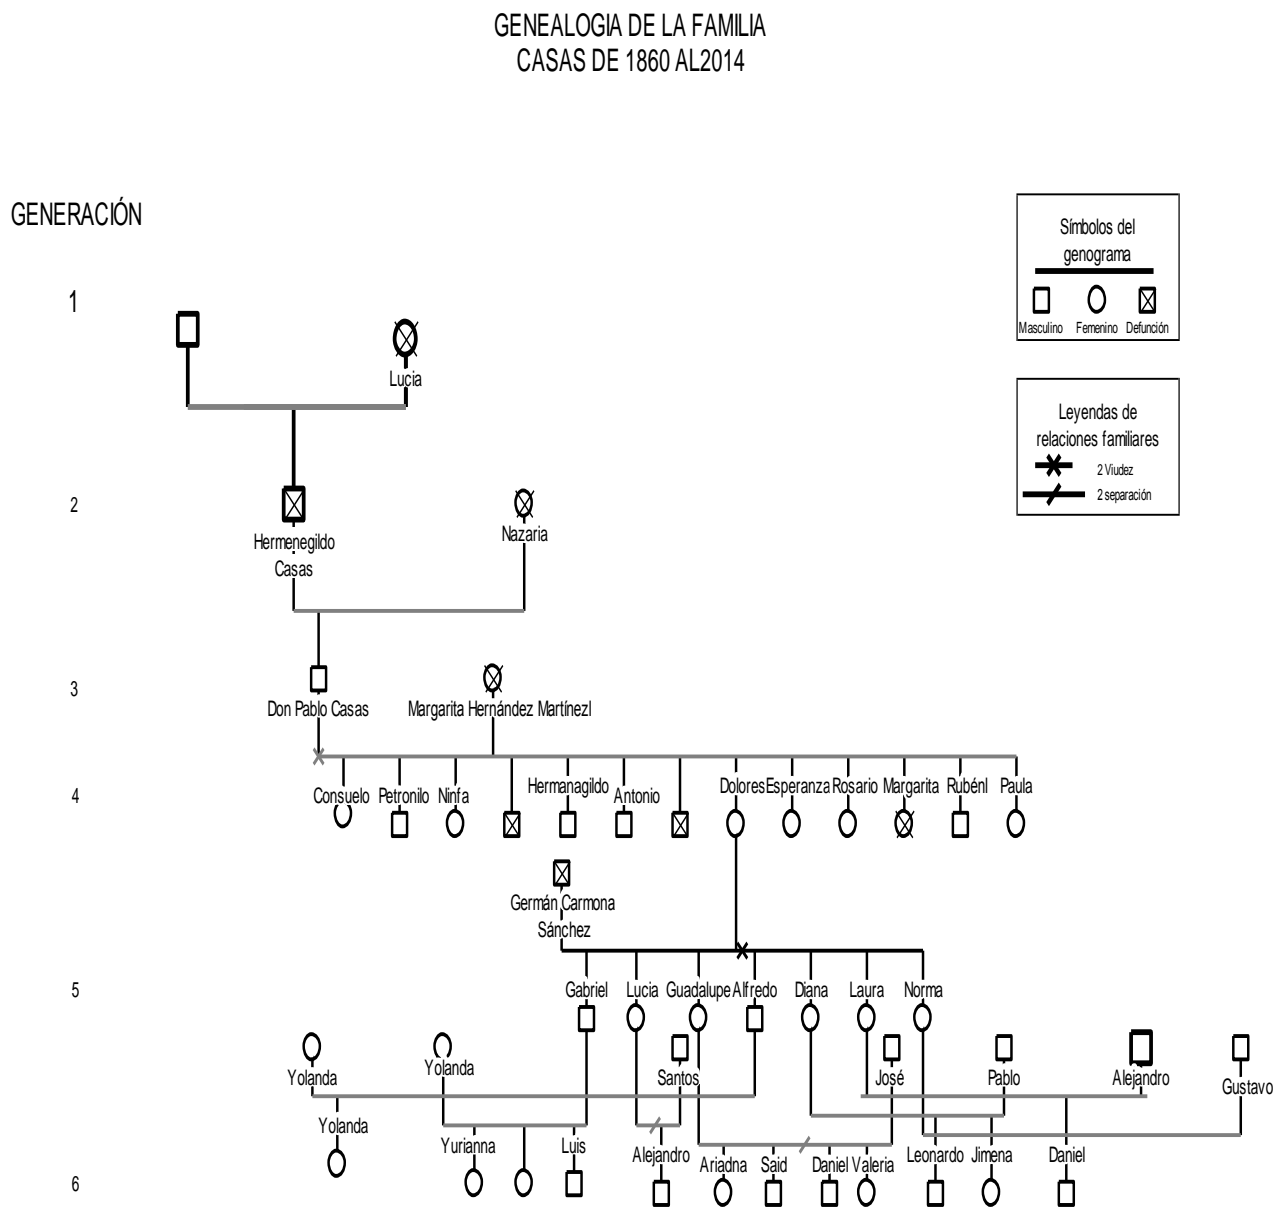 GENEALOGIA DE LA FAMILIA
CASAS DE 1860 AL2014
GENERACIÓN
Símbolos del
genograma
Masculino Femenino Defunción
Leyendas de
relaciones familiares
2 Viudez
2 separación
1
Lucia
2
Hermenegildo
Casas
Nazaria
3
Don Pablo Casas Margarita Hernández Martínezl
4
Consuelo Petronilo Ninfa Hermanagildo Antonio Dolores Esperanza Rosario Margarita Rubénl Paula
Germán Carmona
Sánchez
5
Gabriel Lucia Guadalupe Alfredo Diana Laura Norma
Yolanda Yolanda Santos José Pablo Alejandro Gustavo
Yolanda Yurianna Luis Alejandro Ariadna Said Daniel Valeria Leonardo Jimena Daniel
6